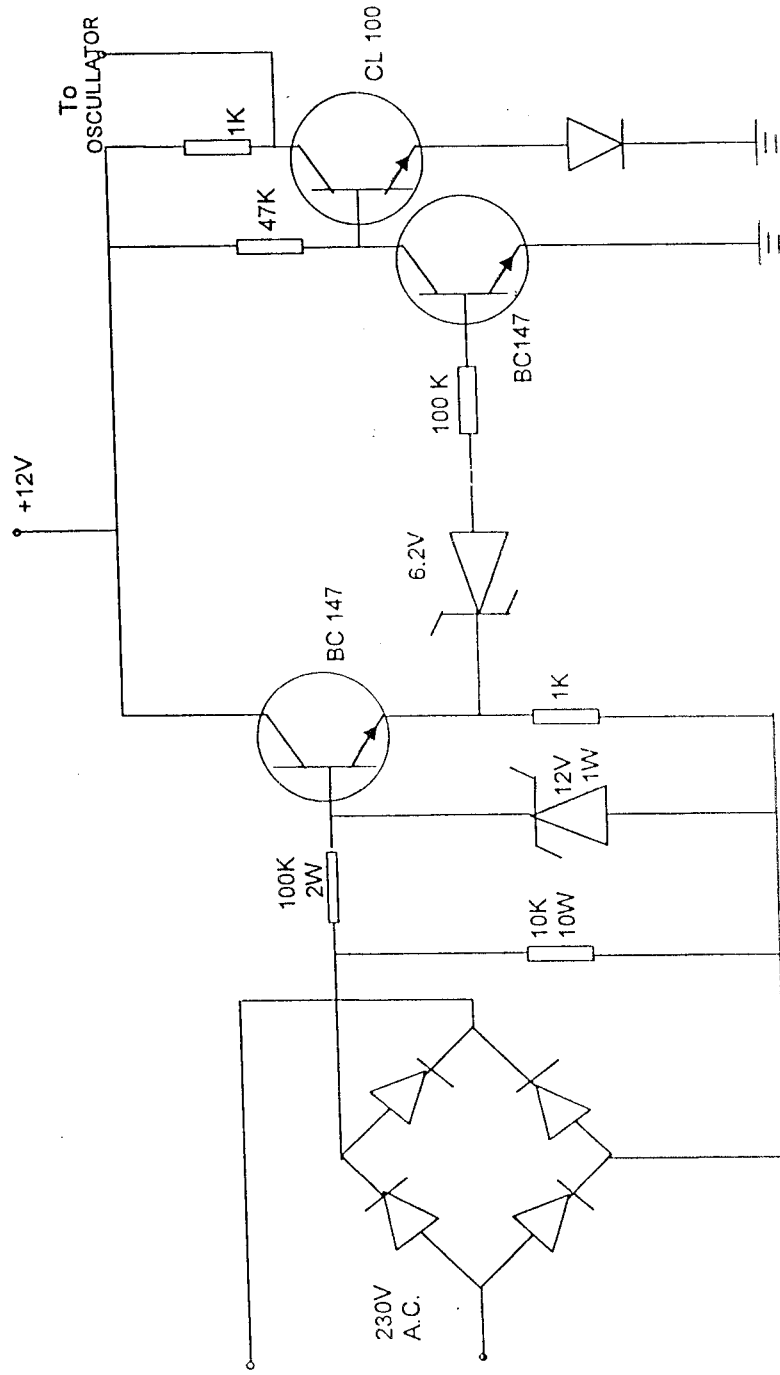 230V
A.C.
100K
2W
10K
10W
12V
1W
1K
BC 147
+12V
6.2V
100 K
BC147
47K
1K
To
OSCULLATOR
CL 100